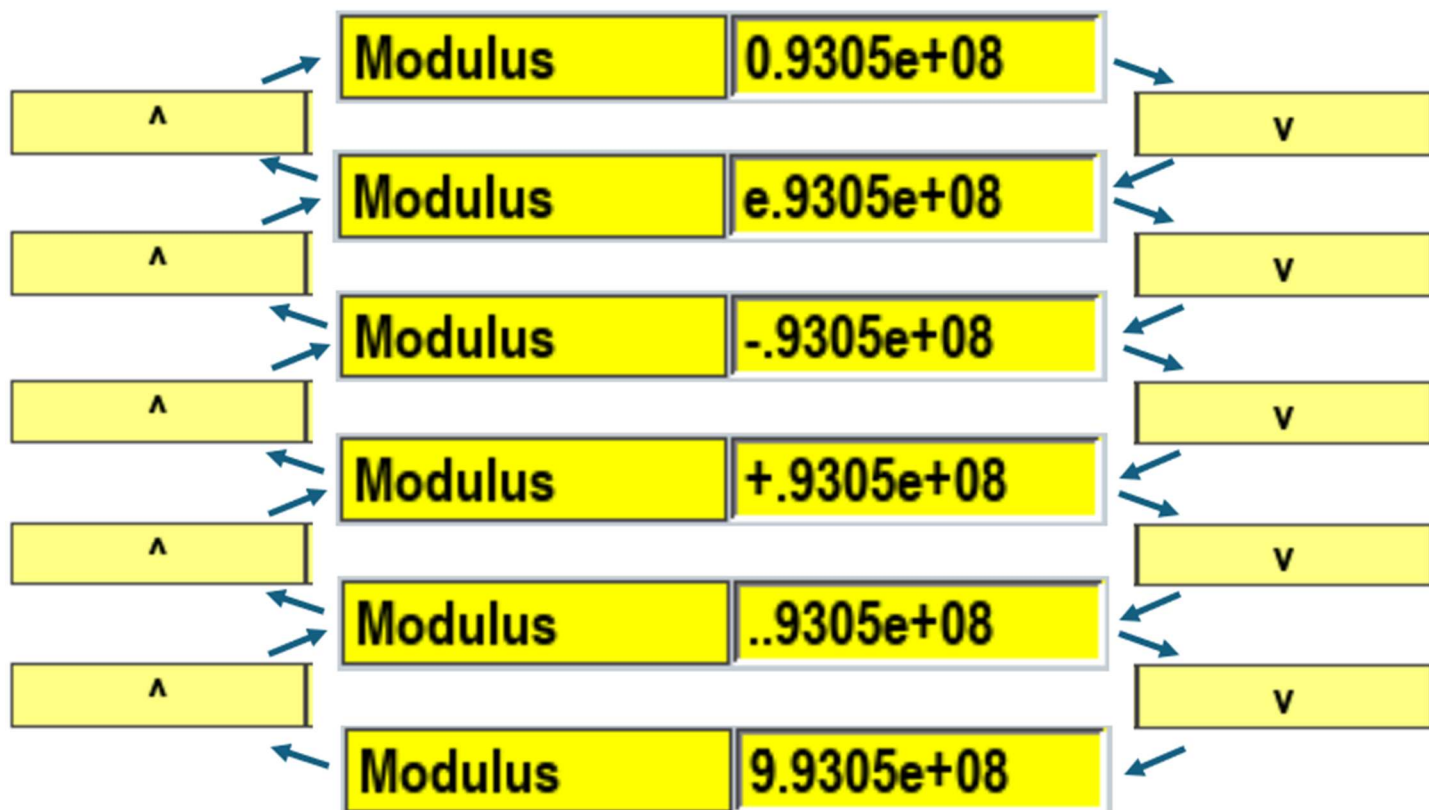 Modulus 0.9305e+08
^ v
Modulus e.9305e+08
^ v
Modulus -.9305e+08
^ v
Modulus +.9305e+08
^ v
Modulus ..9305e+08
^ v
Modulus 9.9305e+08